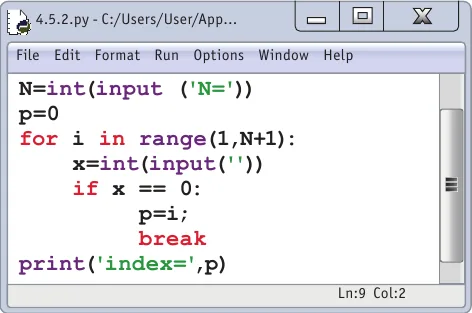 4.5.2.py - C:/Users/User/App...
File Edit Format Run Options Window Help
N=int(input ('N='))
p=0
for i in range(1,N+1):
    x=int(input(''))
    if x == 0:
        p=i;
        break
print('index=',p)
Ln:9 Col:2